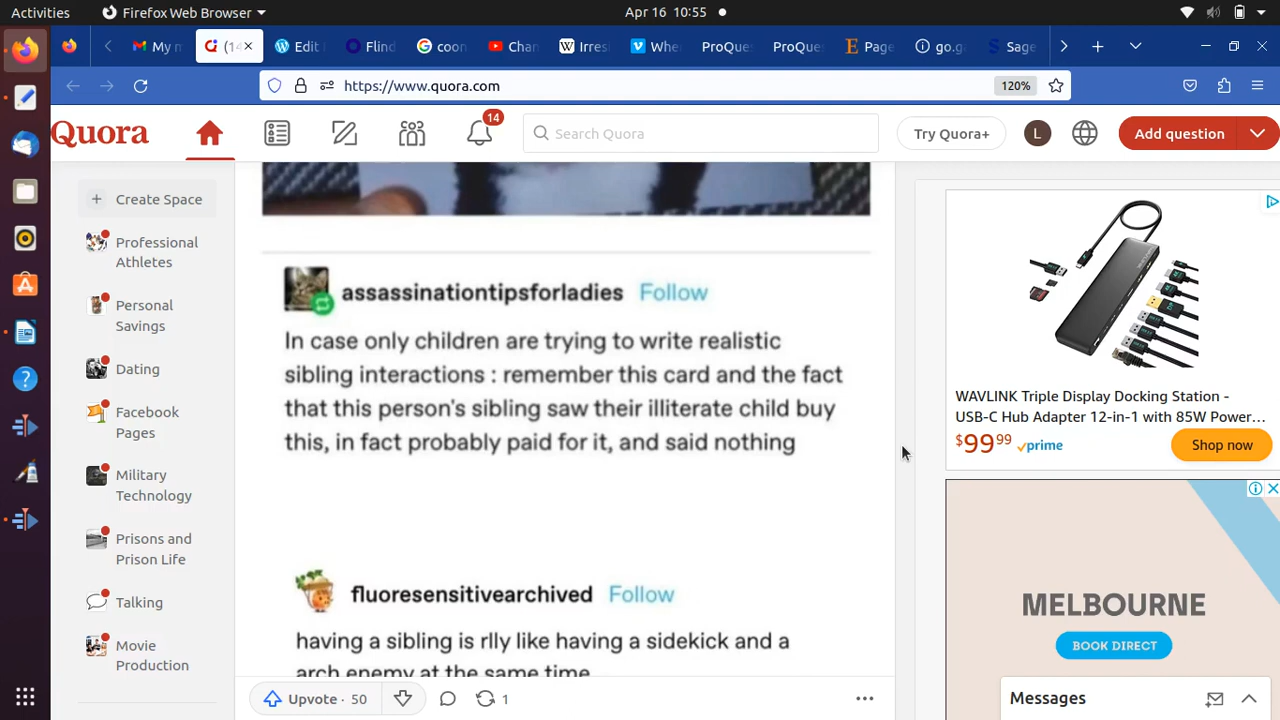 Activities
Firefox Web Browser
Apr 16 10:55
My n
(14
Edit
Flind
coon
Chan
Irres
Whe
ProQues
ProQues
Page
go.g
Sage
https://www.quora.com
120%
Quora
14
Search Quora
Try Quora+
L
Add question
Create Space
Professional
Athletes
Personal
Savings
Dating
Facebook
Pages
Military
Technology
Prisons and
Prison Life
Talking
Movie
Production
assassinationtipsforladies Follow
In case only children are trying to write realistic
sibling interactions : remember this card and the fact
that this person's sibling saw their illiterate child buy
this, in fact probably paid for it, and said nothing
fluoresensitivearchived Follow
having a sibling is rlly like having a sidekick and a
arch enemy at the same time
Upvote · 50
1
WAVLINK Triple Display Docking Station -
USB-C Hub Adapter 12-in-1 with 85W Power...
$99 99 prime
Shop now
MELBOURNE
BOOK DIRECT
Messages